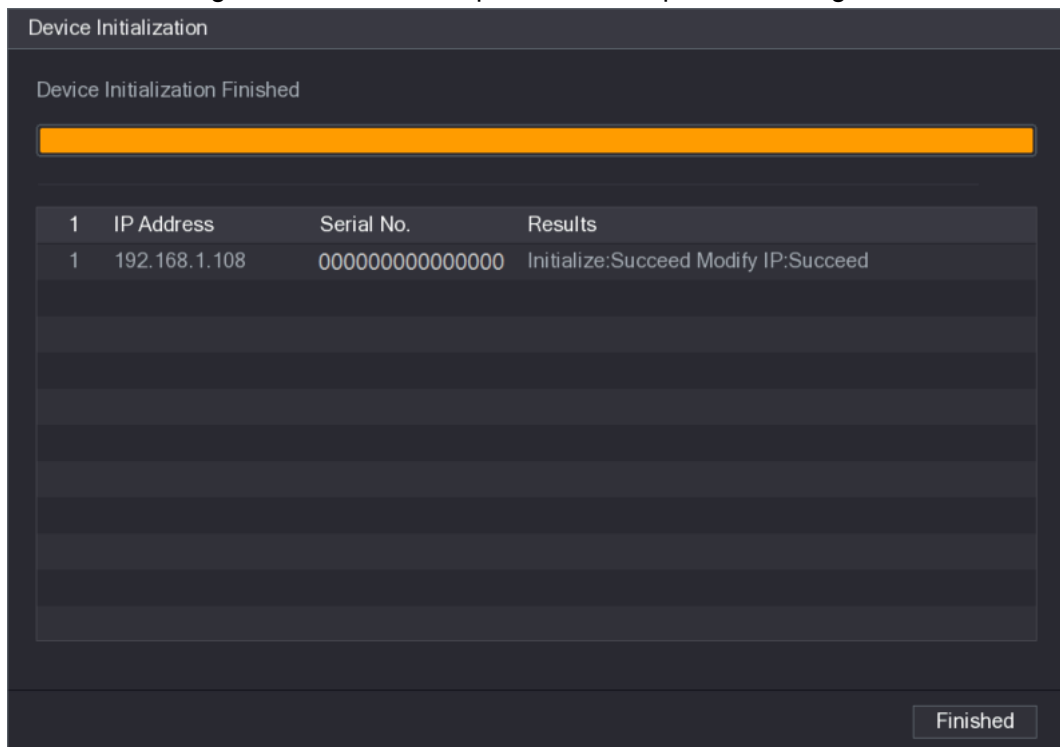 Device Initialization
Device Initialization Finished
1 IP Address Serial No. Results
1 192.168.1.108 000000000000000 Initialize:Succeed Modify IP:Succeed
Finished